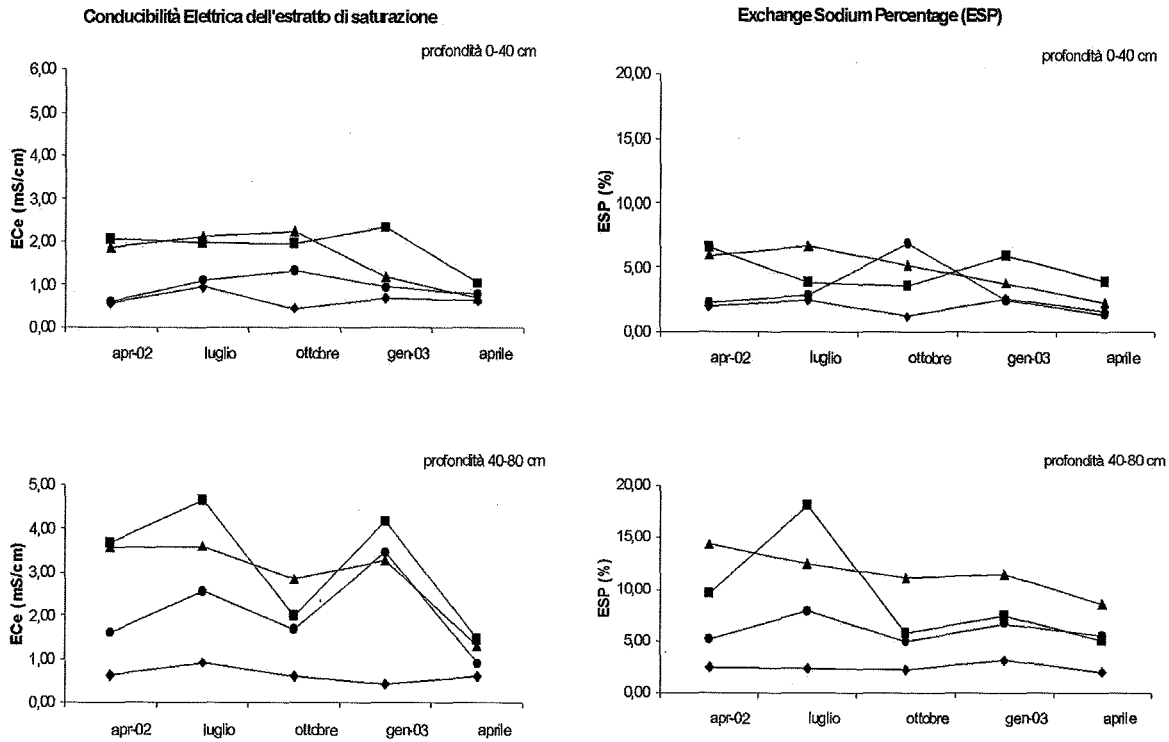 Conducibilità Elettrica dell'estratto di saturazione
profondità 0-40 cm
6,00
5,00
4,00
3,00
2,00
1,00
0,00
ECe (mS/cm)
apr-02 luglio ottobre gen-03 aprile
Exchange Sodium Percentage (ESP)
profondità 0-40 cm
20,00
15,00
10,00
5,00
0,00
ESP (%)
apr-02 luglio ottobre gen-03 aprile
profondità 40-80 cm
5,00
4,00
3,00
2,00
1,00
0,00
ECe (mS/cm)
apr-02 luglio ottobre gen-03 aprile
profondità 40-80 cm
20,00
15,00
10,00
5,00
0,00
ESP (%)
apr-02 luglio ottobre gen-03 aprile